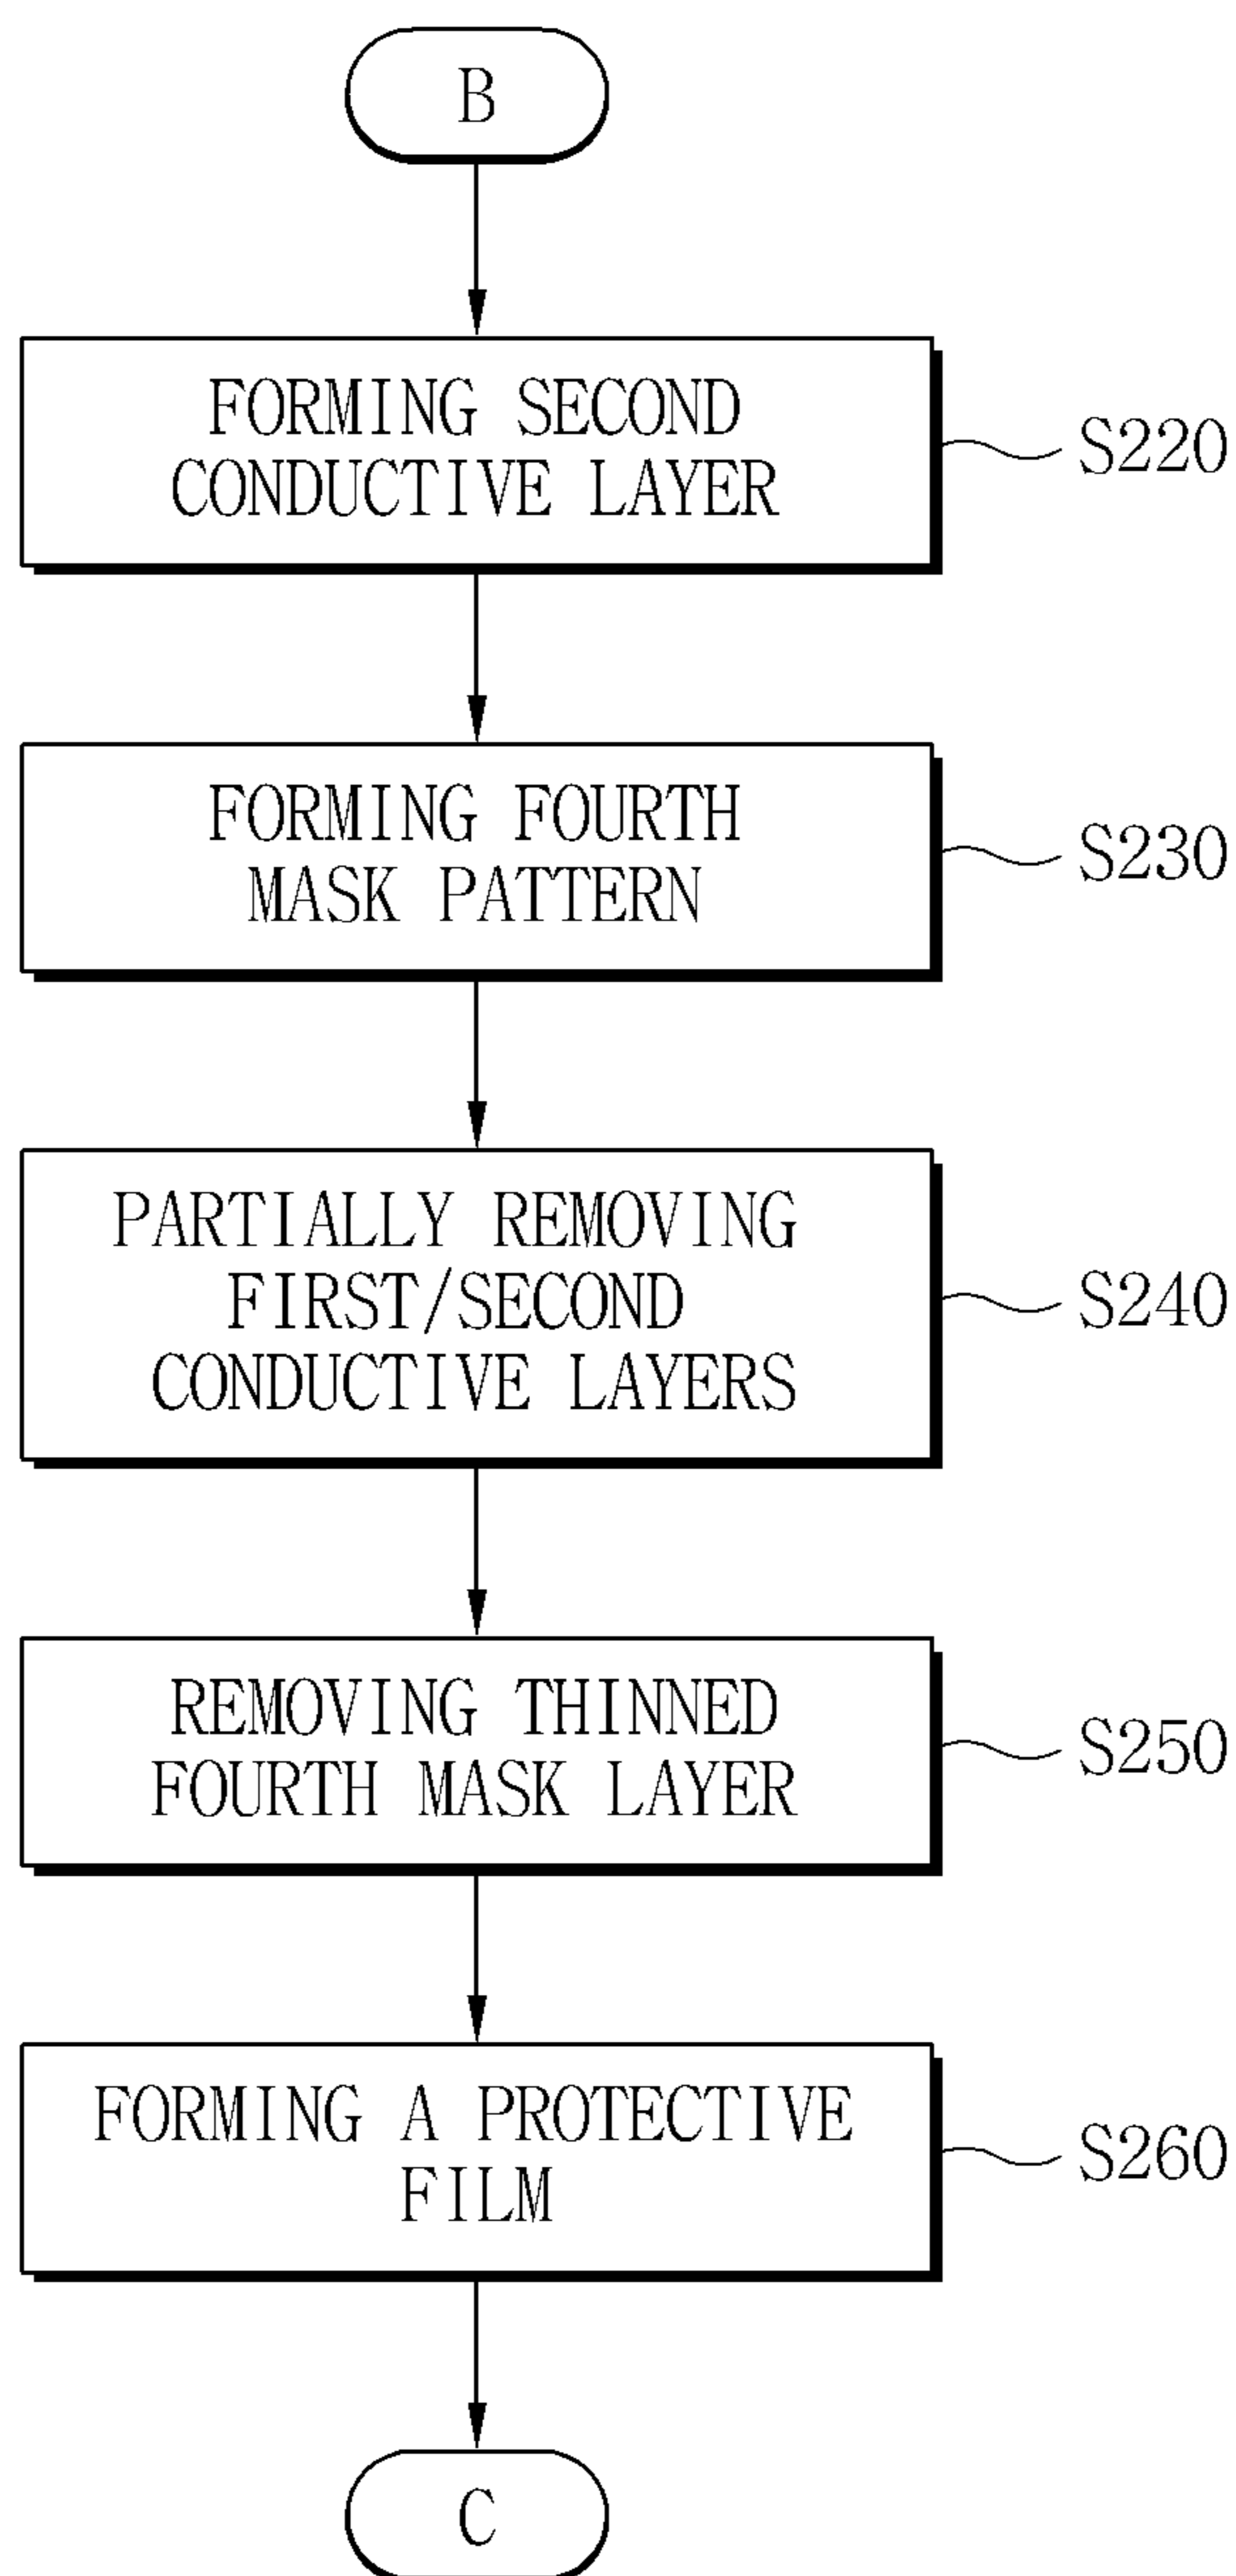 B
FORMING SECOND
CONDUCTIVE LAYER
S220
FORMING FOURTH
MASK PATTERN
S230
PARTIALLY REMOVING
FIRST/SECOND
CONDUCTIVE LAYERS
S240
REMOVING THINNED
FOURTH MASK LAYER
S250
FORMING A PROTECTIVE
FILM
S260
C